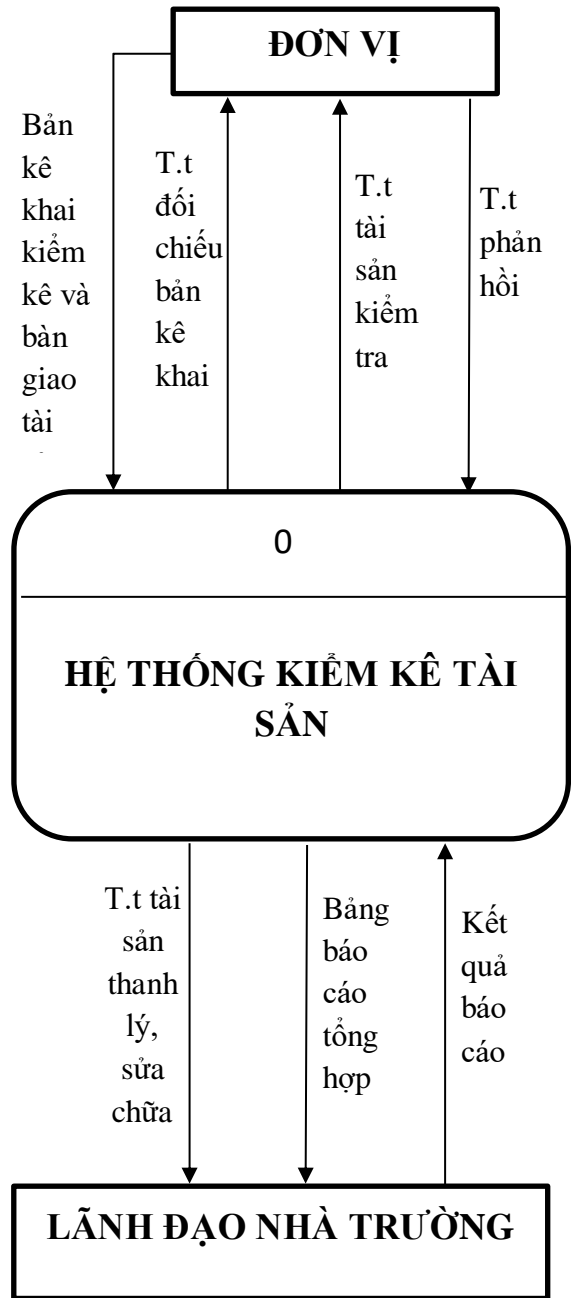 ĐƠN VỊ
Bản
kê
khai
kiểm
kê và
bàn
giao
tài
T.t
đối
chiếu
bản
kê
khai
T.t
tài
sản
kiểm
tra
T.t
phản
hồi
0
HỆ THỐNG KIỂM KÊ TÀI
SẢN
T.t tài
sản
thanh
lý,
sửa
chữa
Bảng
báo
cáo
tổng
hợp
Kết
quả
báo
cáo
LÃNH ĐẠO NHÀ TRƯỜNG